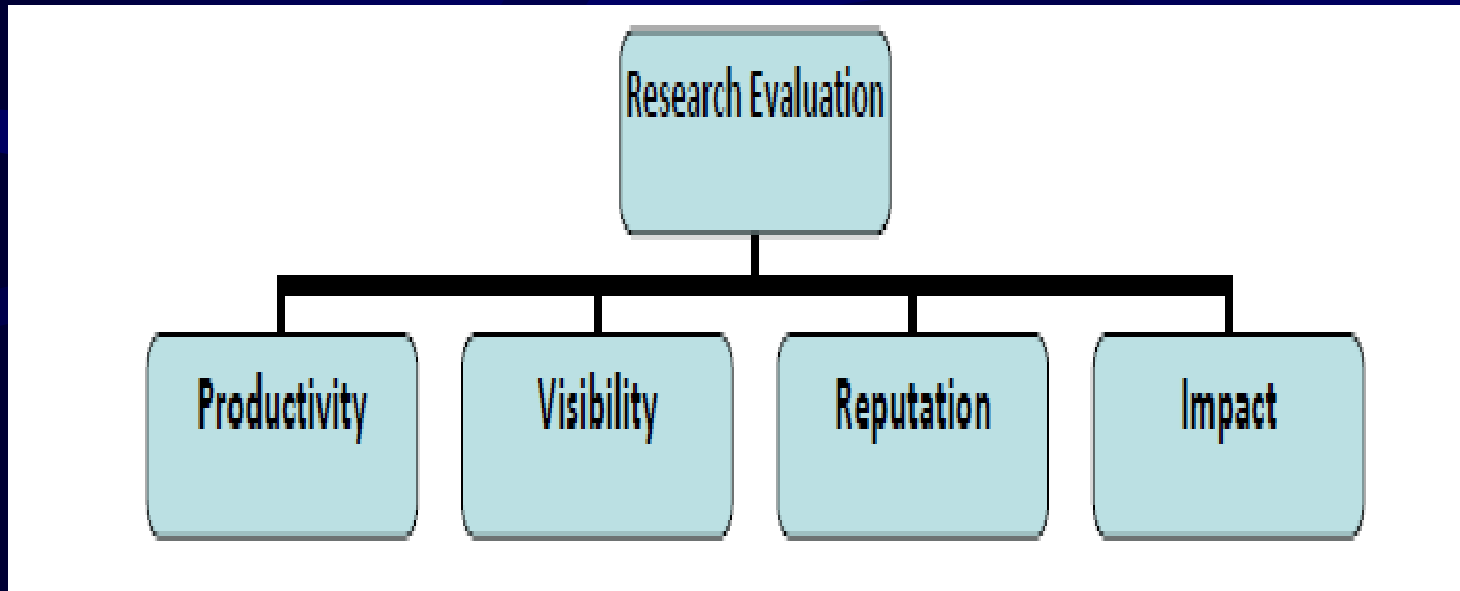 Research Evaluation
Productivity
Visibility
Reputation
Impact